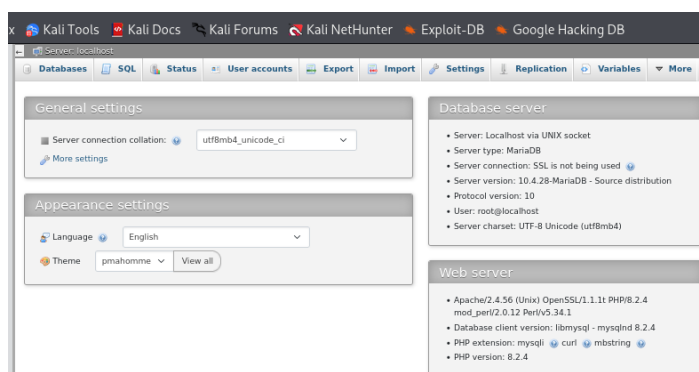 x Kali Tools Kali Docs Kali Forums Kali NetHunter Exploit-DB Google Hacking DB
Server: localhost
Databases SQL Status User accounts Export Import Settings Replication Variables More
General settings
Server connection collation: utf8mb4_unicode_ci
More settings
Appearance settings
Language English
Theme pmahomme View all
Database server
• Server: Localhost via UNIX socket
• Server type: MariaDB
• Server connection: SSL is not being used
• Server version: 10.4.28-MariaDB - Source distribution
• Protocol version: 10
• User: root@localhost
• Server charset: UTF-8 Unicode (utf8mb4)
Web server
• Apache/2.4.56 (Unix) OpenSSL/1.1.1t PHP/8.2.4
mod_perl/2.0.12 Perl/v5.34.1
• Database client version: libmysql - mysqlnd 8.2.4
• PHP extension: mysqli curl mbstring
• PHP version: 8.2.4